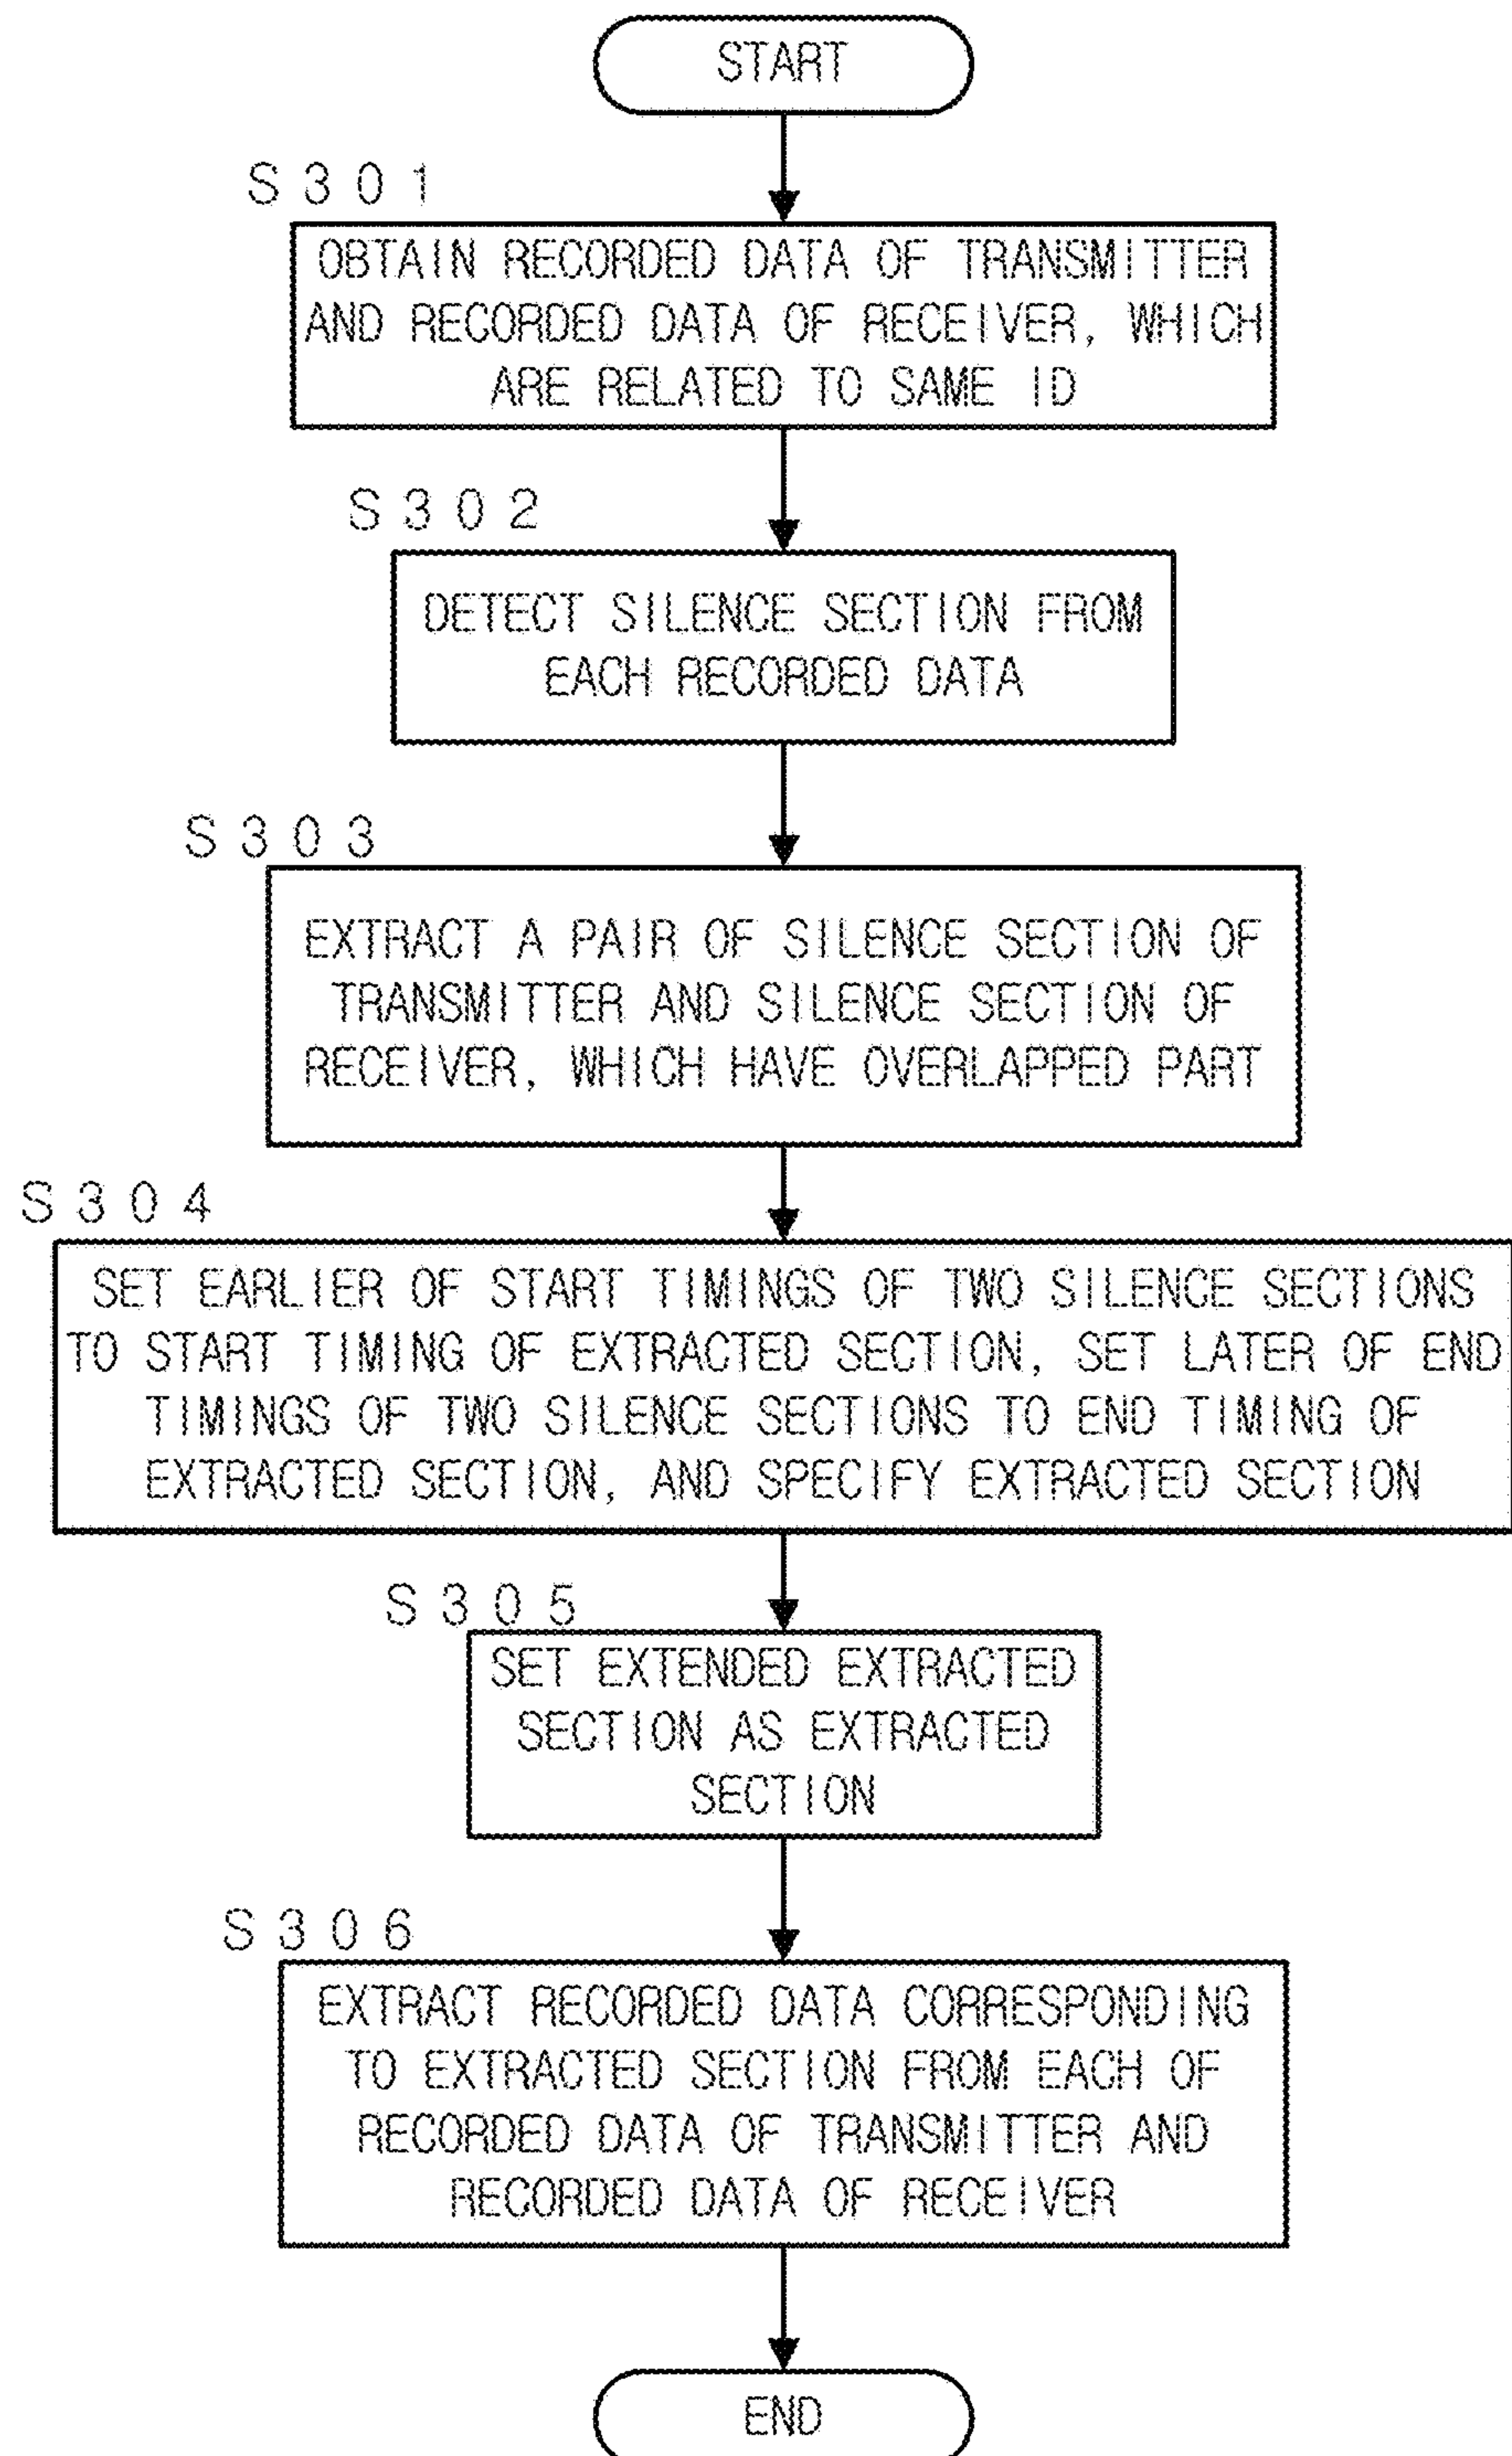 START
S301
OBTAIN RECORDED DATA OF TRANSMITTER
AND RECORDED DATA OF RECEIVER, WHICH
ARE RELATED TO SAME ID
S302
DETECT SILENCE SECTION FROM
EACH RECORDED DATA
S303
EXTRACT A PAIR OF SILENCE SECTION OF
TRANSMITTER AND SILENCE SECTION OF
RECEIVER, WHICH HAVE OVERLAPPED PART
S304
SET EARLIER OF START TIMINGS OF TWO SILENCE SECTIONS
TO START TIMING OF EXTRACTED SECTION, SET LATER OF END
TIMINGS OF TWO SILENCE SECTIONS TO END TIMING OF
EXTRACTED SECTION, AND SPECIFY EXTRACTED SECTION
S305
SET EXTENDED EXTRACTED
SECTION AS EXTRACTED
SECTION
S306
EXTRACT RECORDED DATA CORRESPONDING
TO EXTRACTED SECTION FROM EACH OF
RECORDED DATA OF TRANSMITTER AND
RECORDED DATA OF RECEIVER
END